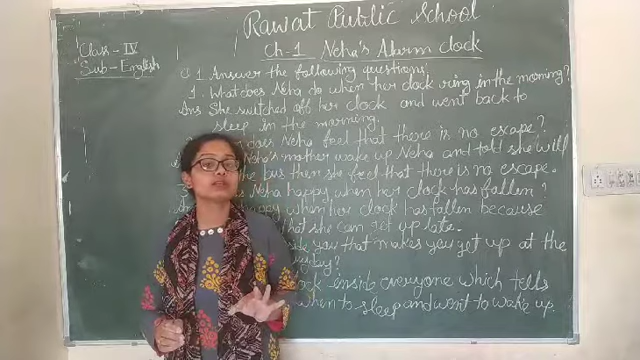 Rawat Public School
Class - IV
Sub - English
Ch-1 Neha's Alarm clock
Q.1. Answer the following questions:
1. What does Neha do when her clock ring in the morning?
Ans She switched off her clock and went back to
sleep in the morning.
does Neha feel that there is no escape?
Neha's mother wake up Neha and told she will
the bus then she feel that there is no escape.
Neha happy when her clock has fallen?
when her clock has fallen because
that she can get up late.
you that makes you get up at the
inside everyone which tells
when to sleep and went to wake up.